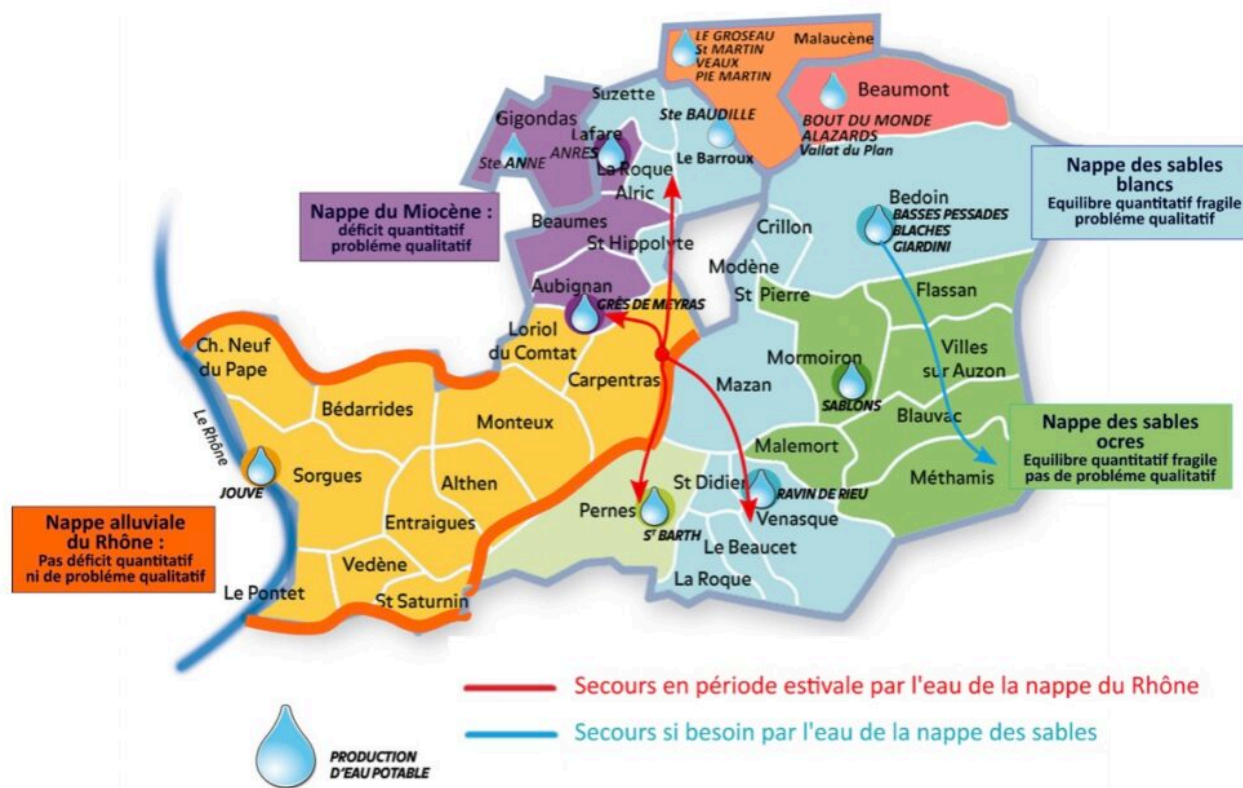 LE GROSEAU
St MARTIN
VEAUX
PIE MARTIN
Malaucène
Beaumont
BOUT DU MONDE
ALAZARDS
Vallat du Plan
Suzette
Ste BAUDILLE
Le Barroux
Gigondas
Ste ANNE
Lafare
ANRES
La Roque
Alric
Nappe du Miocène :
déficit quantitatif
probléme qualitatif
Beaumes
St Hippolyte
Aubignan
GRÈS DE MEYRAS
Crillon
Modène
St Pierre
Bedoin
BASSES PESSADES
BLACHES
GIARDINI
Nappe des sables
blancs
Equilibre quantitatif fragile
probléme qualitatif
Flassan
Villes
sur Auzon
Mormoiron
SABLONS
Blauvac
Malemort
Méthamis
Nappe des sables
ocres
Equilibre quantitatif fragile
pas de probléme qualitatif
Ch. Neuf
du Pape
Loriol
du Comtat
Carpentras
Mazan
Bédarrides
Monteux
Le Rhône
JOUVE
Sorgues
Althen
Entraigues
Pernes
ST BARTH
St Didier
RAVIN DE RIEU
Venasque
Le Beaucet
La Roque
Nappe alluviale
du Rhône :
Pas déficit quantitatif
ni de probléme qualitatif
Vedène
Le Pontet
St Saturnin
Secours en période estivale par l'eau de la nappe du Rhône
Secours si besoin par l'eau de la nappe des sables
PRODUCTION
D'EAU POTABLE